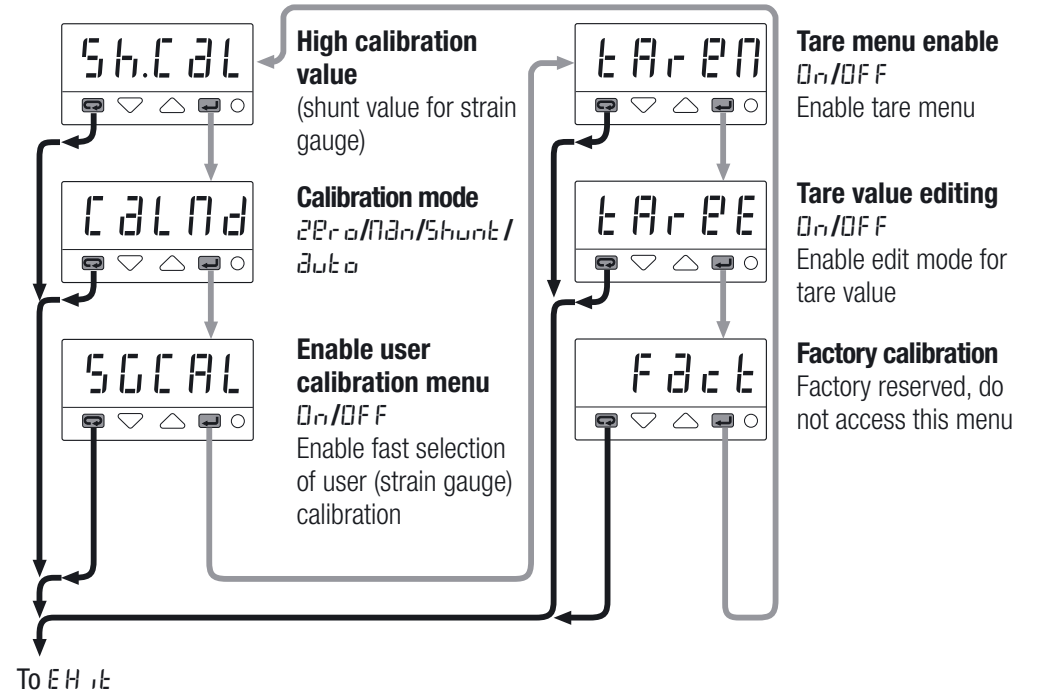 Sh.CAL
High calibration
value
(shunt value for strain
gauge)
CALMd
Calibration mode
Zero/Man/Shunt/
auto
SGCAL
Enable user
calibration menu
On/OFF
Enable fast selection
of user (strain gauge)
calibration
tAreM
Tare menu enable
On/OFF
Enable tare menu
tAreE
Tare value editing
On/OFF
Enable edit mode for
tare value
Fact
Factory calibration
Factory reserved, do
not access this menu
To EHit